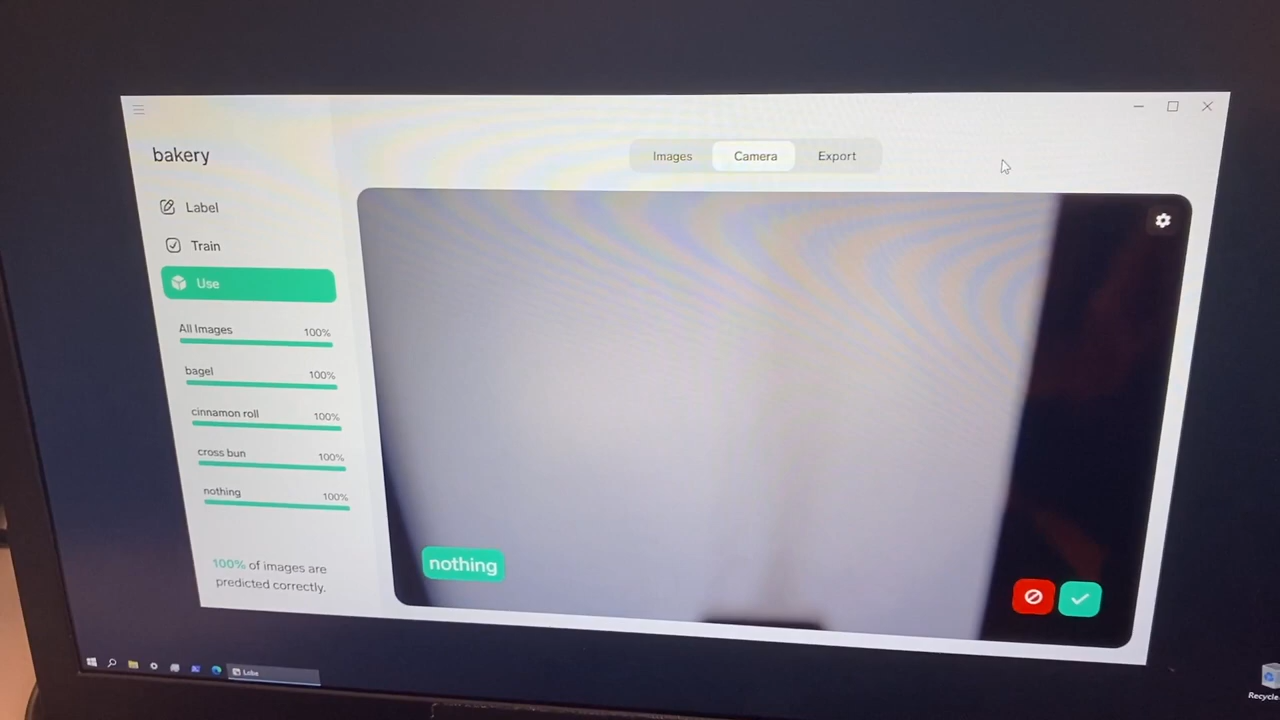 bakery
Images
Camera
Export
Label
Train
Use
All Images 100%
bagel 100%
cinnamon roll 100%
cross bun 100%
nothing 100%
100% of images are
predicted correctly.
nothing
Lobe